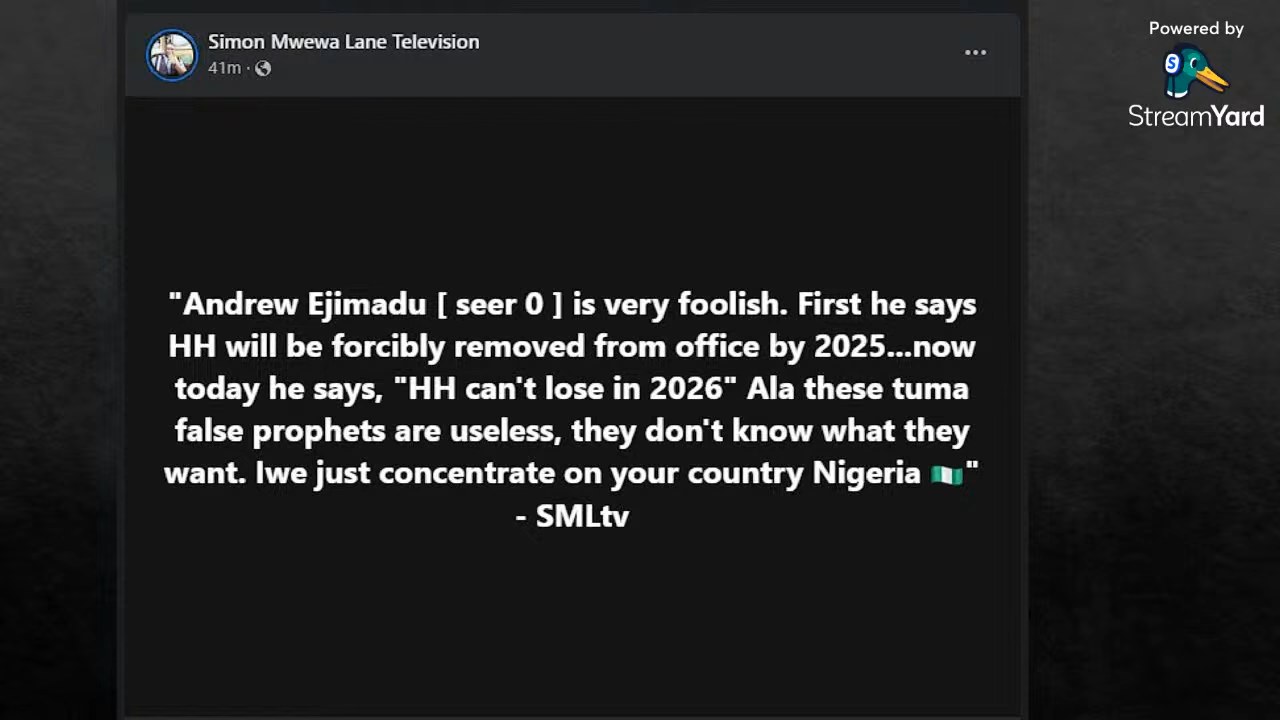 Simon Mwewa Lane Television
41m ·
Powered by
StreamYard
"Andrew Ejimadu [ seer 0 ] is very foolish. First he says
HH will be forcibly removed from office by 2025...now
today he says, "HH can't lose in 2026" Ala these tuma
false prophets are useless, they don't know what they
want. Iwe just concentrate on your country Nigeria 🇳🇬"
- SMLtv